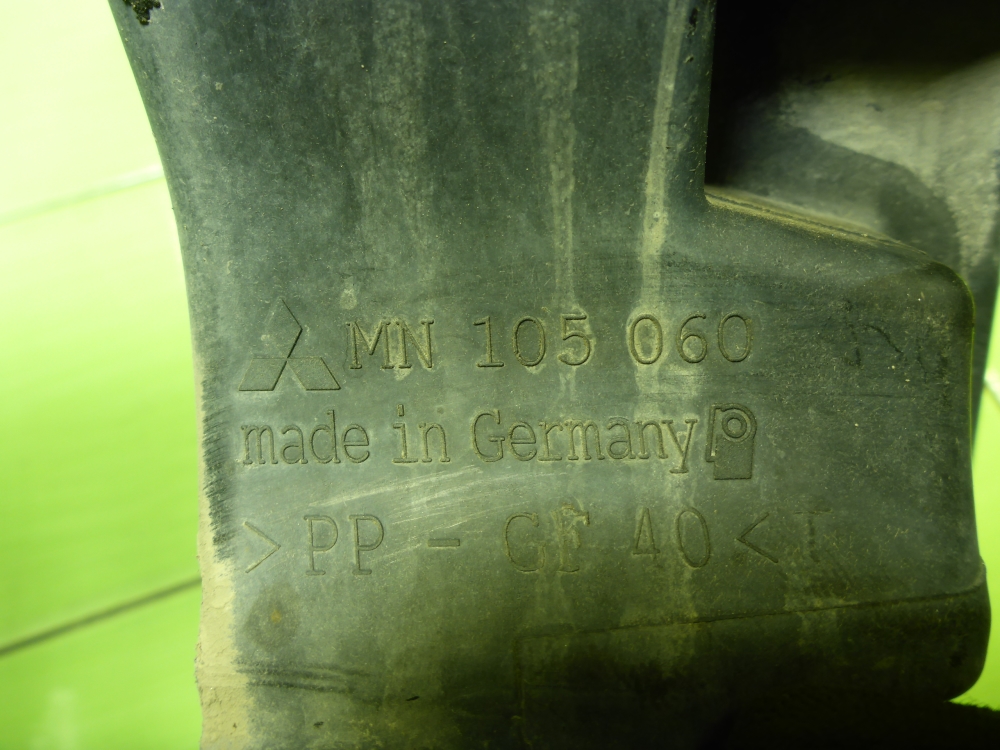 MN 105 060
made in Germany
>PP - GF 40< T